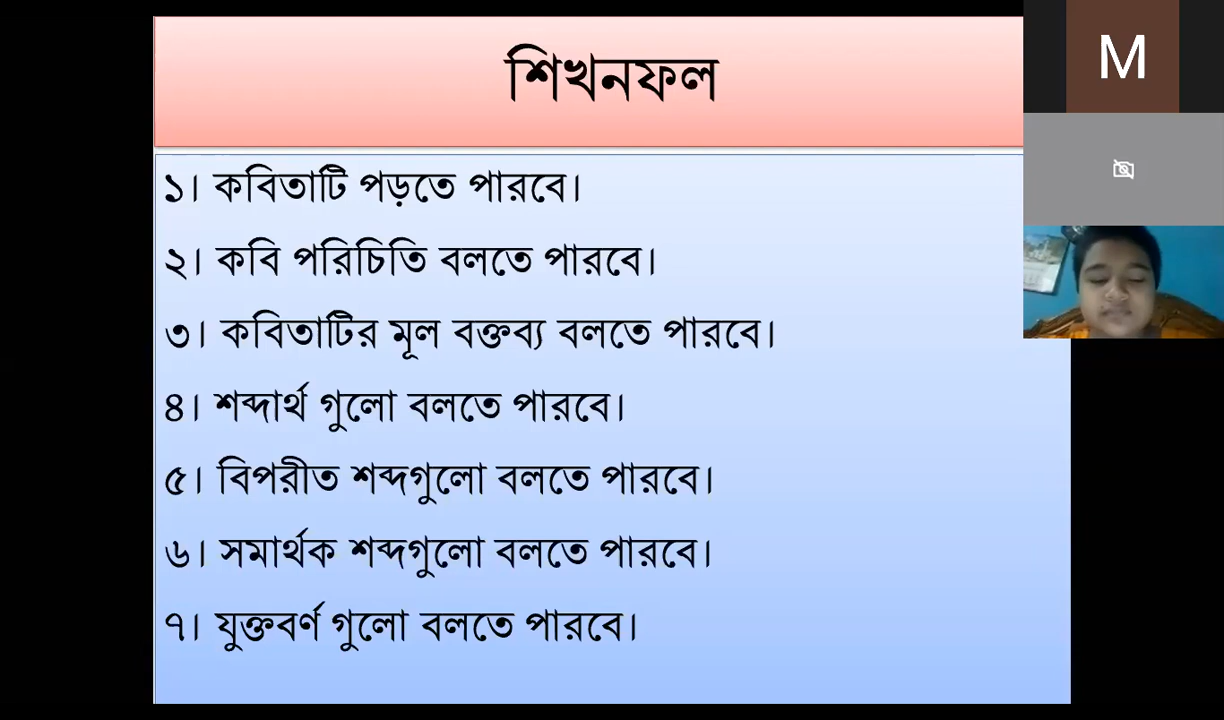 শিখনফল
M
১। কবিতাটি পড়তে পারবে।
২। কবি পরিচিতি বলতে পারবে।
৩। কবিতাটির মূল বক্তব্য বলতে পারবে।
৪। শব্দার্থ গুলো বলতে পারবে।
৫। বিপরীত শব্দগুলো বলতে পারবে।
৬। সমার্থক শব্দগুলো বলতে পারবে।
৭। যুক্তবর্ণ গুলো বলতে পারবে।